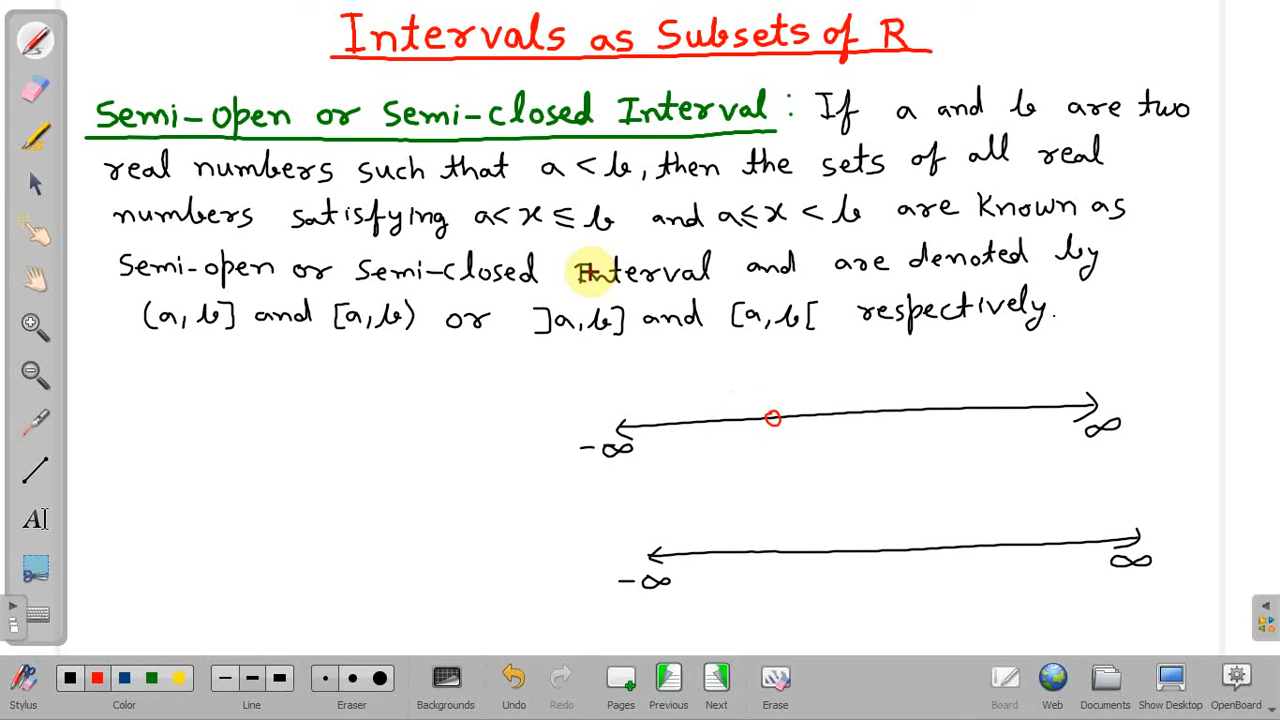 Intervals as Subsets of R
Semi-open or Semi-closed Interval : If a and b are two
real numbers such that a < b, then the sets of all real
numbers satisfying a < x ≤ b and a ≤ x < b are known as
Semi-open or Semi-closed Interval and are denoted by
(a, b] and [a, b) or ]a, b] and [a, b[ respectively.
-∞ ∞
-∞ ∞
Stylus Color Line Eraser Backgrounds Undo Redo Pages Previous Next Erase Board Web Documents Show Desktop OpenBoard